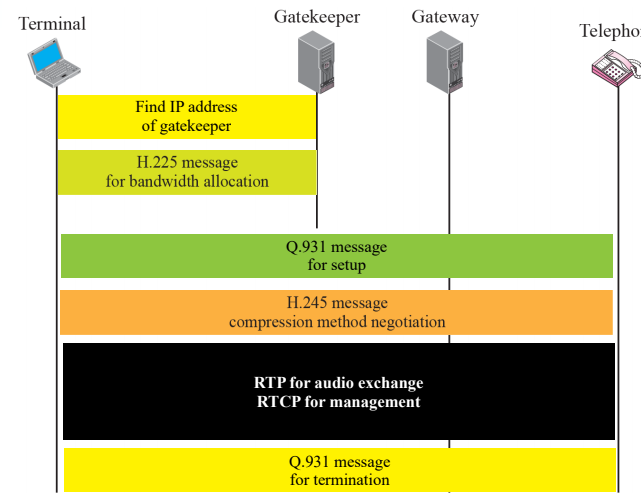 Terminal
Gatekeeper
Gateway
Telepho
Find IP address
of gatekeeper
H.225 message
for bandwidth allocation
Q.931 message
for setup
H.245 message
compression method negotiation
RTP for audio exchange
RTCP for management
Q.931 message
for termination